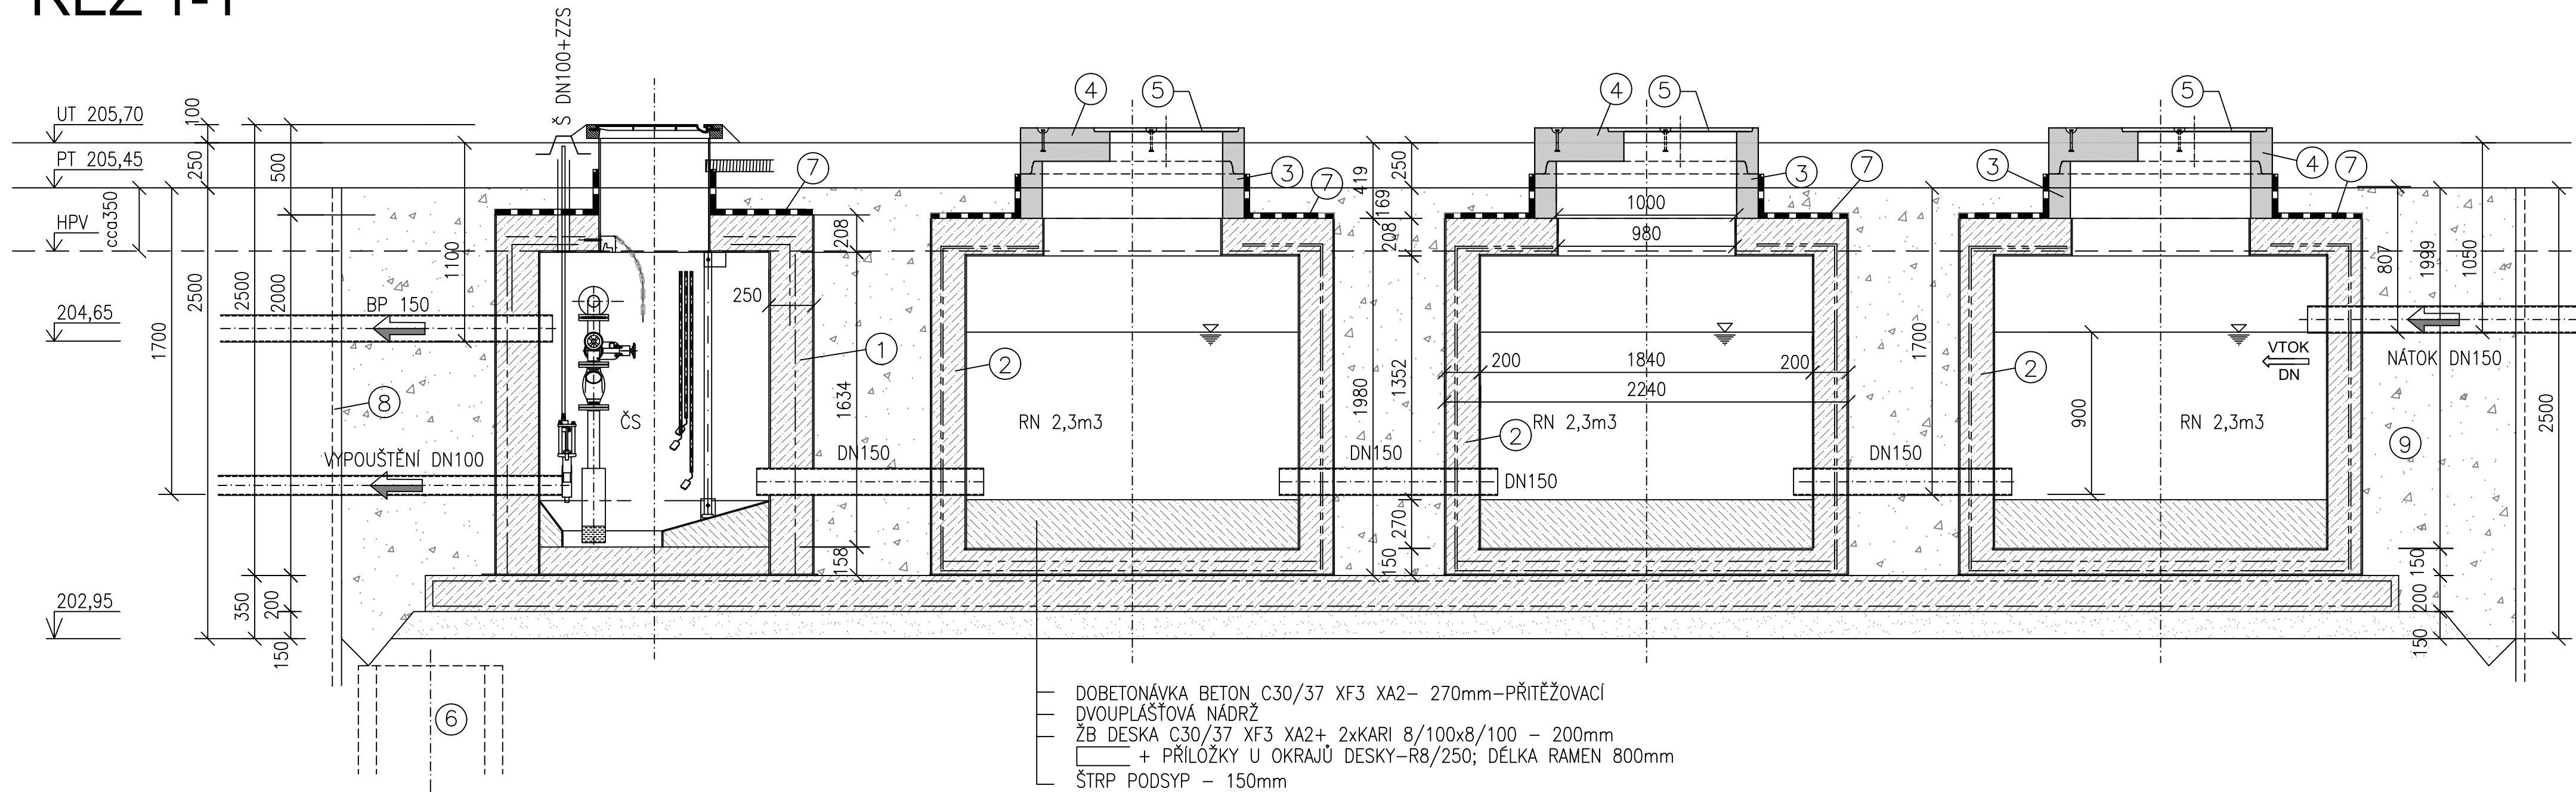 ŘEZ 1-1
Š DN100+ZZS
UT 205,70
PT 205,45
HPV
cca350
204,65
202,95
100
250
2500
1700
2500
350
500
2000
200
150
1100
BP 150
VYPOUŠTĚNÍ DN100
8
6
7
250
1
ČS
208
1634
158
DN150
4
5
3
7
2
RN 2,3m3
419
169
250
208
1980
1352
270
150
DN150
DN150
4
5
3
7
1000
980
200
1840
200
2240
2
RN 2,3m3
1700
DN150
5
4
3
7
2
900
RN 2,3m3
VTOK
DN
NÁTOK DN150
9
807
1999
1050
2500
150
200
150
DOBETONÁVKA BETON C30/37 XF3 XA2- 270mm-PŘITĚŽOVACÍ
DVOUPLÁŠŤOVÁ NÁDRŽ
ŽB DESKA C30/37 XF3 XA2+ 2xKARI 8/100x8/100 - 200mm
+ PŘÍLOŽKY U OKRAJŮ DESKY-R8/250; DÉLKA RAMEN 800mm
ŠTRP PODSYP - 150mm